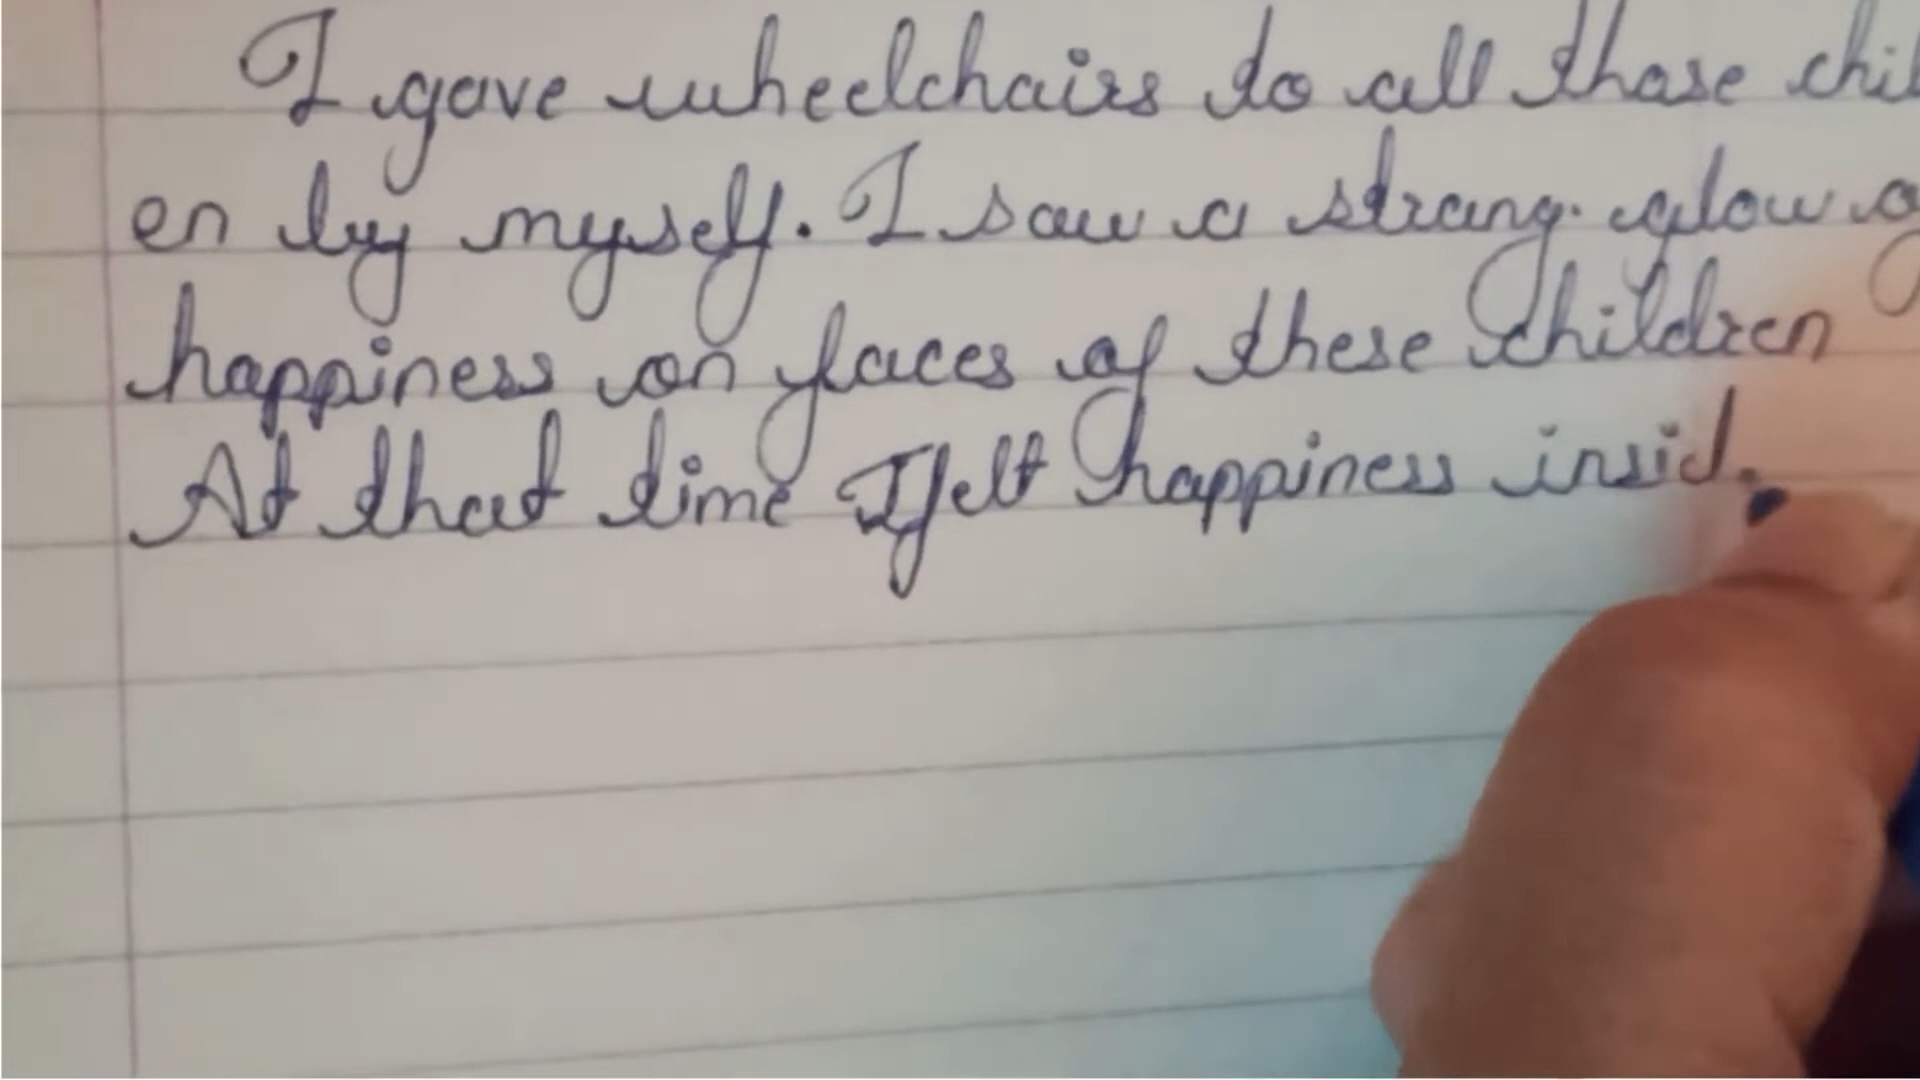 I gave wheelchairs to all those chil
en by myself. I saw a strang. glow o
happiness on faces of these children
At that time I felt happiness insid.